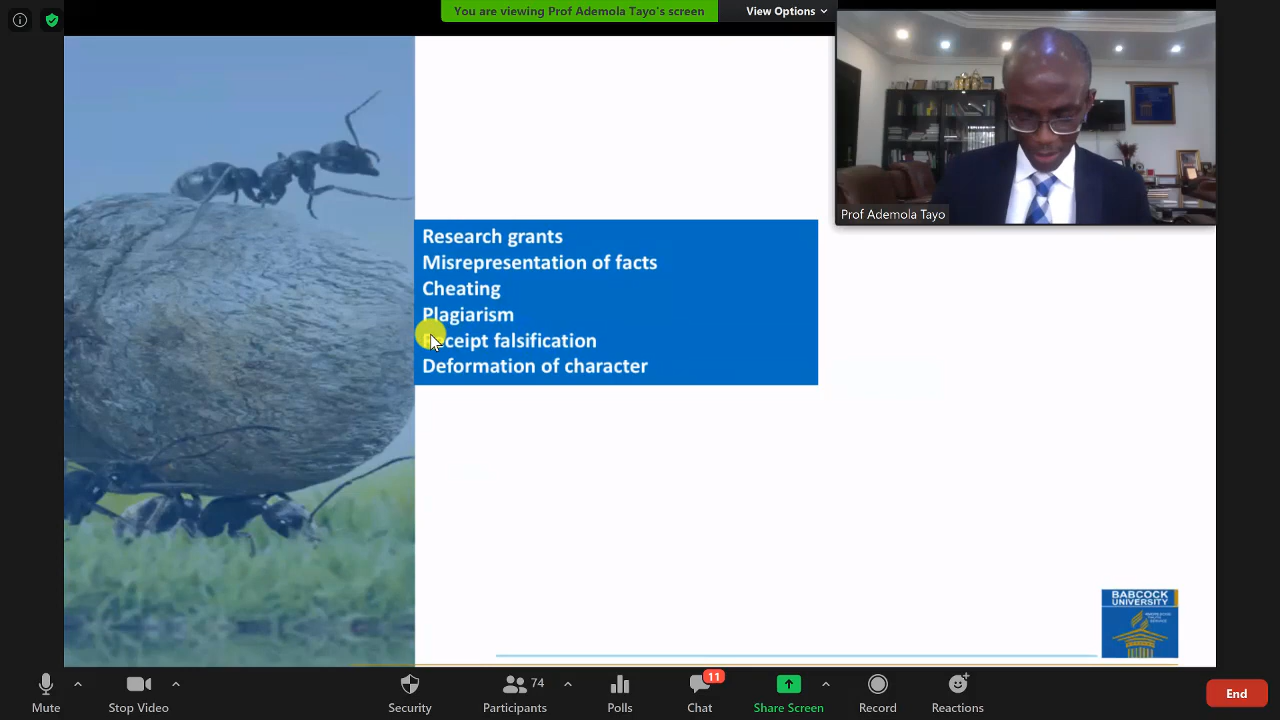 You are viewing Prof Ademola Tayo's screen
View Options
Prof Ademola Tayo
Research grants
Misrepresentation of facts
Cheating
Plagiarism
ceipt falsification
Deformation of character
BABCOCK
UNIVERSITY
74
11
Mute
Stop Video
Security
Participants
Polls
Chat
Share Screen
Record
Reactions
End